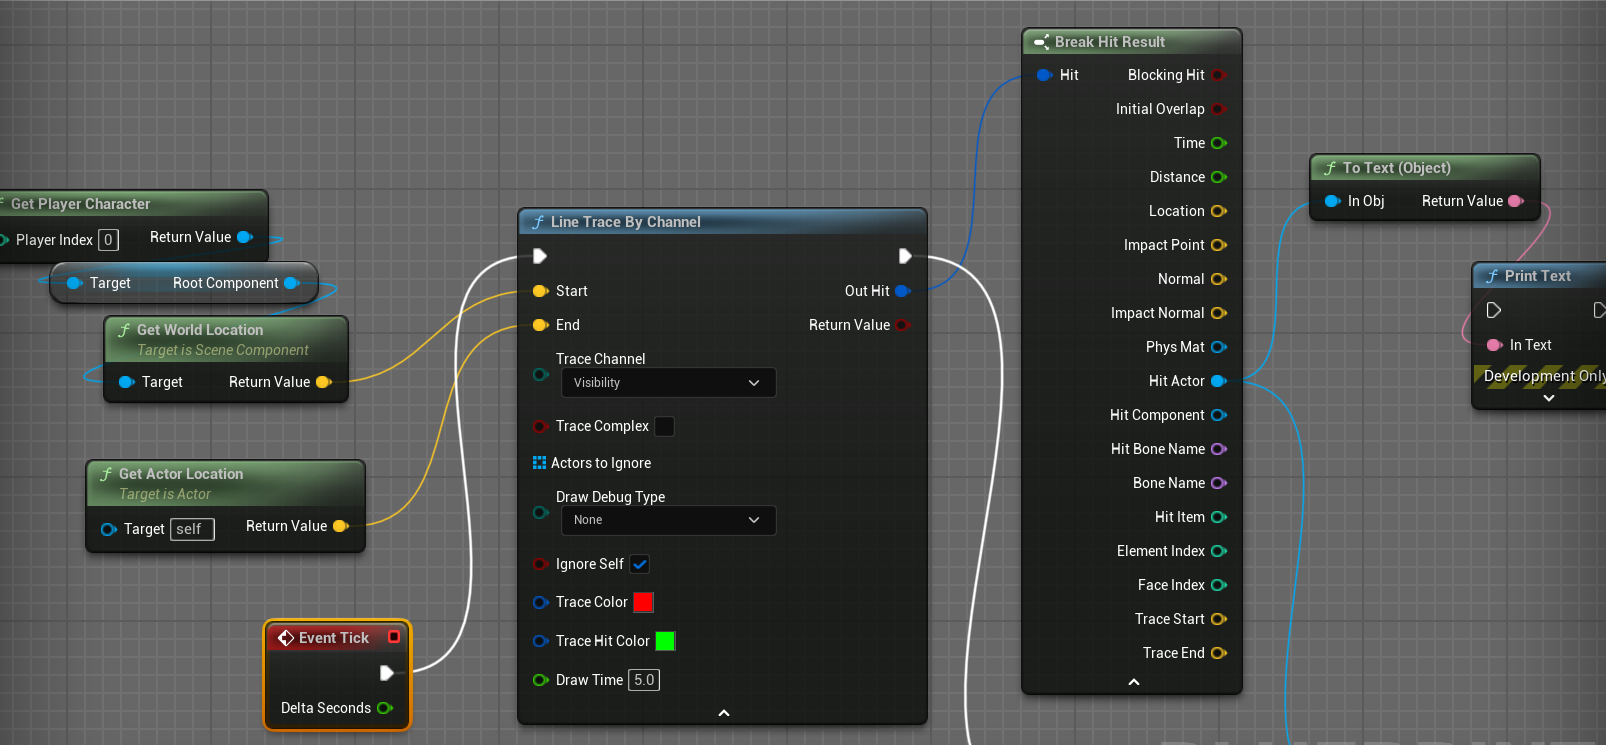 Get Player Character
Player Index 0
Return Value
Target
Root Component
Get World Location
Target is Scene Component
Target
Return Value
Get Actor Location
Target is Actor
Target self
Return Value
Event Tick
Delta Seconds
Line Trace By Channel
Start
Out Hit
End
Return Value
Trace Channel
Visibility
Trace Complex
Actors to Ignore
Draw Debug Type
None
Ignore Self
Trace Color
Trace Hit Color
Draw Time 5.0
Break Hit Result
Hit
Blocking Hit
Initial Overlap
Time
Distance
Location
Impact Point
Normal
Impact Normal
Phys Mat
Hit Actor
Hit Component
Hit Bone Name
Bone Name
Hit Item
Element Index
Face Index
Trace Start
Trace End
To Text (Object)
In Obj
Return Value
Print Text
In Text
Development Only